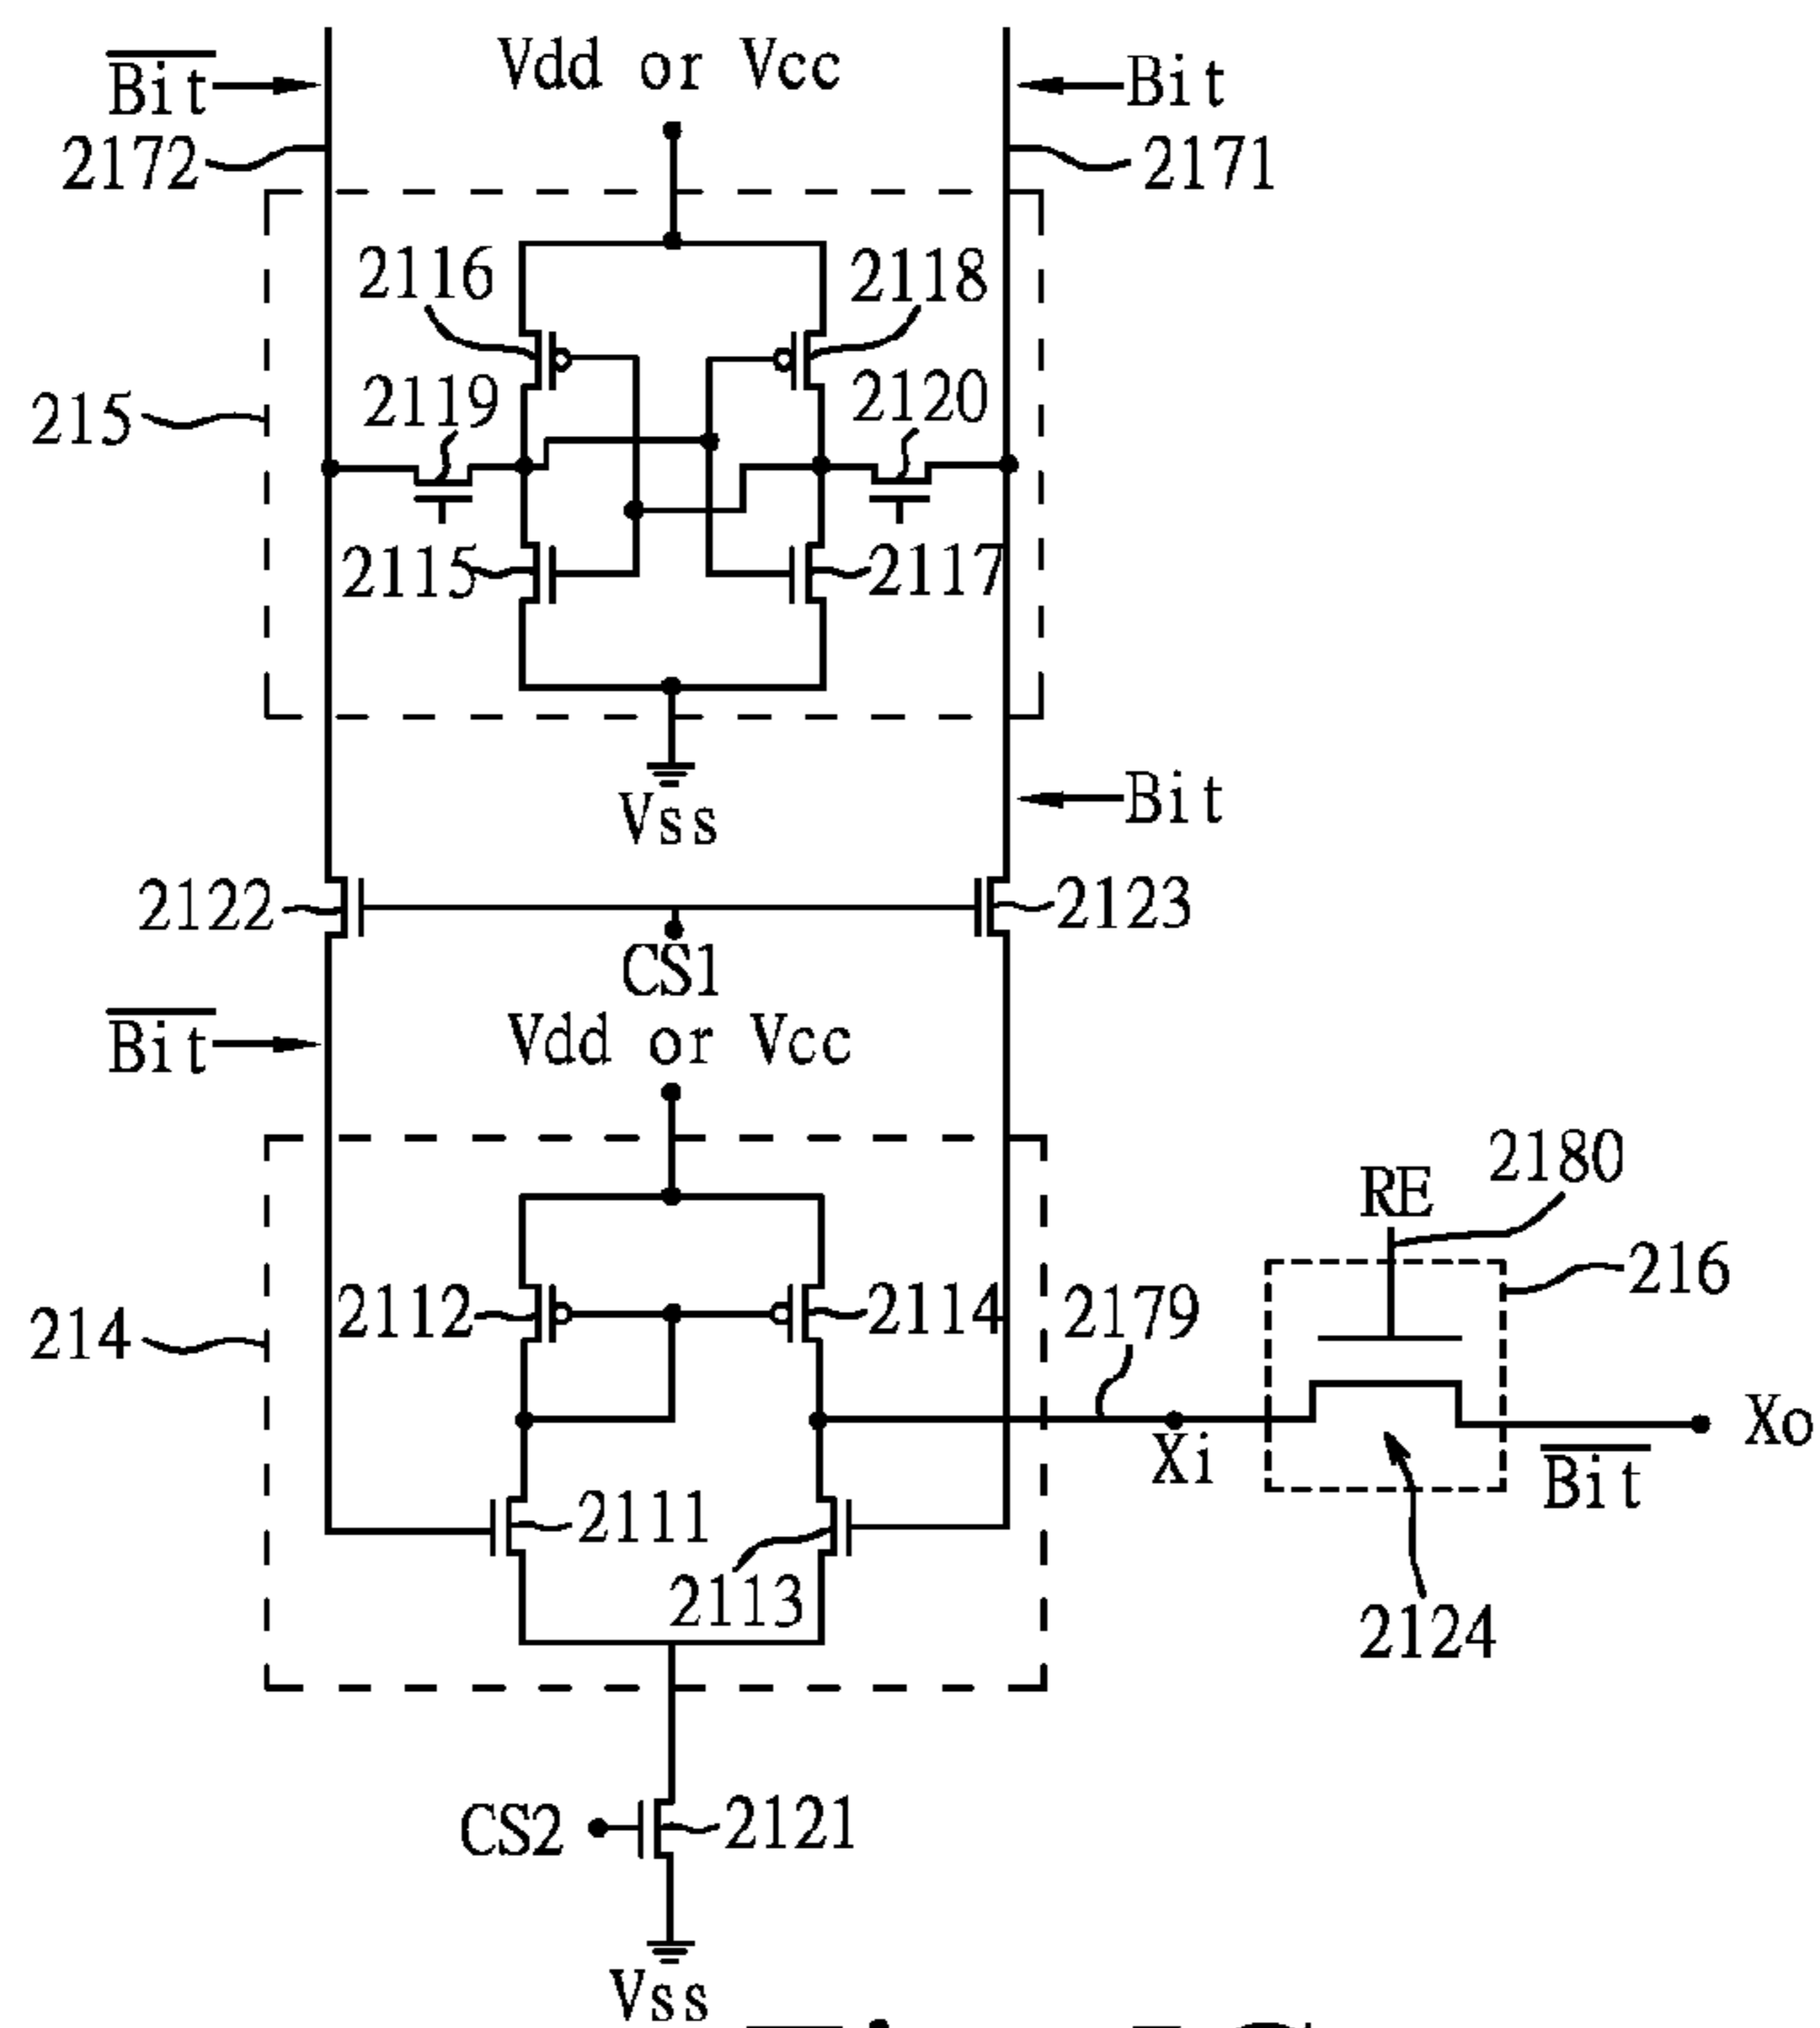 Bit Vdd or Vcc Bit
2172 2171
2116 2118
2119 2120
215
2115 2117
Vss
Bit
2122 2123
CS1
Bit Vdd or Vcc
2180
RE
216
2112 2114 2179
214
Xi Xo
Bit
2111
2113
2124
CS2 2121
Vss